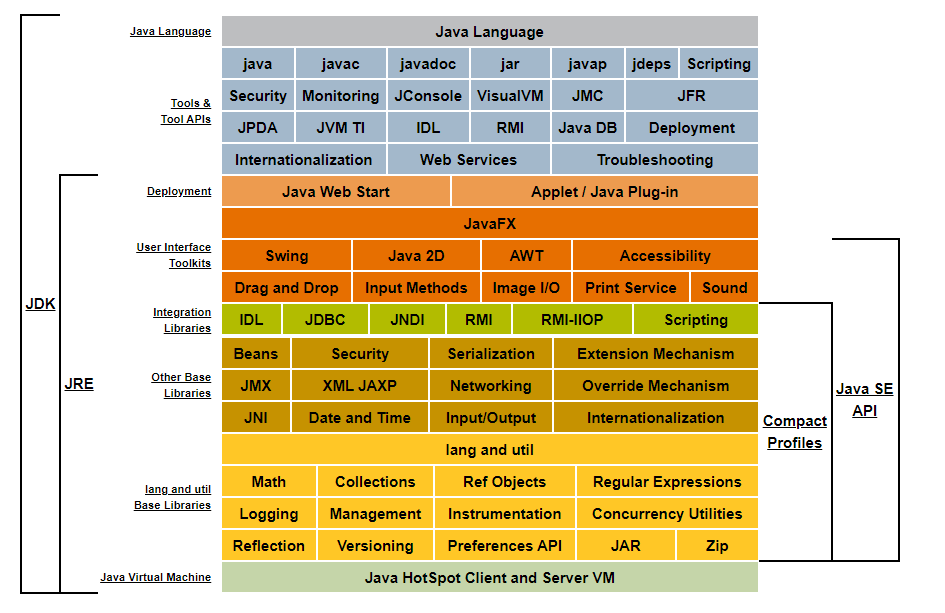 Java Language
Java Language
java javac javadoc jar javap jdeps Scripting
Security Monitoring JConsole VisualVM JMC JFR
Tools &
Tool APIs
JPDA JVM TI IDL RMI Java DB Deployment
Internationalization Web Services Troubleshooting
Deployment
Java Web Start Applet / Java Plug-in
JavaFX
User Interface
Toolkits
Swing Java 2D AWT Accessibility
Drag and Drop Input Methods Image I/O Print Service Sound
JDK
Integration
Libraries
IDL JDBC JNDI RMI RMI-IIOP Scripting
Beans Security Serialization Extension Mechanism
JRE
Other Base
Libraries
JMX XML JAXP Networking Override Mechanism
Java SE
API
JNI Date and Time Input/Output Internationalization
Compact
Profiles
lang and util
Math Collections Ref Objects Regular Expressions
lang and util
Base Libraries
Logging Management Instrumentation Concurrency Utilities
Reflection Versioning Preferences API JAR Zip
Java Virtual Machine
Java HotSpot Client and Server VM